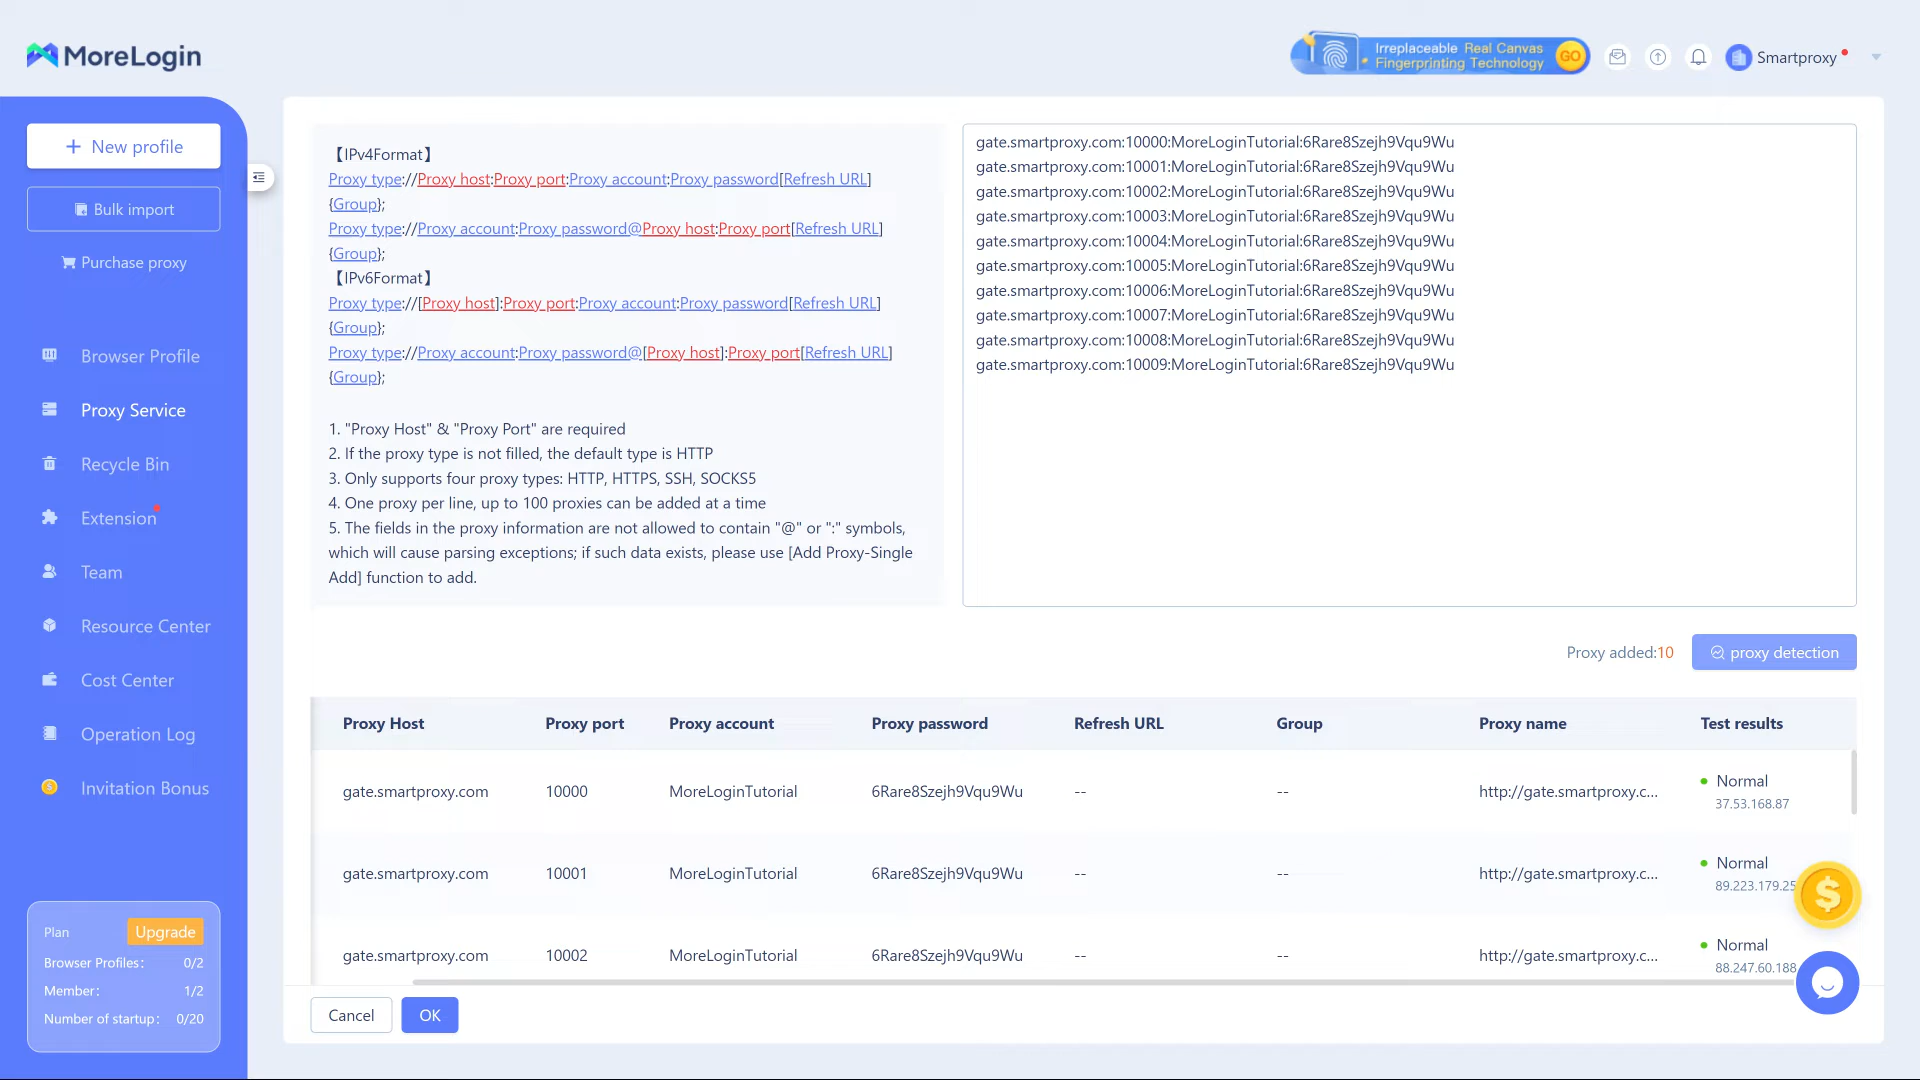 MoreLogin
Irreplaceable Real Canvas
Fingerprinting Technology
GO
Smartproxy
New profile
Bulk import
Purchase proxy
Browser Profile
Proxy Service
Recycle Bin
Extension
Team
Resource Center
Cost Center
Operation Log
Invitation Bonus
Plan
Upgrade
Browser Profiles: 0/2
Member: 1/2
Number of startup: 0/20
【IPv4Format】
Proxy type://Proxy host:Proxy port:Proxy account:Proxy password[Refresh URL]
{Group};
Proxy type://Proxy account:Proxy password@Proxy host:Proxy port[Refresh URL]
{Group};
【IPv6Format】
Proxy type://[Proxy host]:Proxy port:Proxy account:Proxy password[Refresh URL]
{Group};
Proxy type://Proxy account:Proxy password@[Proxy host]:Proxy port[Refresh URL]
{Group};
1. "Proxy Host" & "Proxy Port" are required
2. If the proxy type is not filled, the default type is HTTP
3. Only supports four proxy types: HTTP, HTTPS, SSH, SOCKS5
4. One proxy per line, up to 100 proxies can be added at a time
5. The fields in the proxy information are not allowed to contain "@" or ":" symbols,
which will cause parsing exceptions; if such data exists, please use [Add Proxy-Single
Add] function to add.
gate.smartproxy.com:10000:MoreLoginTutorial:6Rare8Szejh9Vqu9Wu
gate.smartproxy.com:10001:MoreLoginTutorial:6Rare8Szejh9Vqu9Wu
gate.smartproxy.com:10002:MoreLoginTutorial:6Rare8Szejh9Vqu9Wu
gate.smartproxy.com:10003:MoreLoginTutorial:6Rare8Szejh9Vqu9Wu
gate.smartproxy.com:10004:MoreLoginTutorial:6Rare8Szejh9Vqu9Wu
gate.smartproxy.com:10005:MoreLoginTutorial:6Rare8Szejh9Vqu9Wu
gate.smartproxy.com:10006:MoreLoginTutorial:6Rare8Szejh9Vqu9Wu
gate.smartproxy.com:10007:MoreLoginTutorial:6Rare8Szejh9Vqu9Wu
gate.smartproxy.com:10008:MoreLoginTutorial:6Rare8Szejh9Vqu9Wu
gate.smartproxy.com:10009:MoreLoginTutorial:6Rare8Szejh9Vqu9Wu
Proxy added:10
proxy detection
Proxy Host Proxy port Proxy account Proxy password Refresh URL Group Proxy name Test results
gate.smartproxy.com 10000 MoreLoginTutorial 6Rare8Szejh9Vqu9Wu -- -- http://gate.smartproxy.c... Normal
37.53.168.87
gate.smartproxy.com 10001 MoreLoginTutorial 6Rare8Szejh9Vqu9Wu -- -- http://gate.smartproxy.c... Normal
89.223.179.25
gate.smartproxy.com 10002 MoreLoginTutorial 6Rare8Szejh9Vqu9Wu -- -- http://gate.smartproxy.c... Normal
88.247.60.188
Cancel
OK